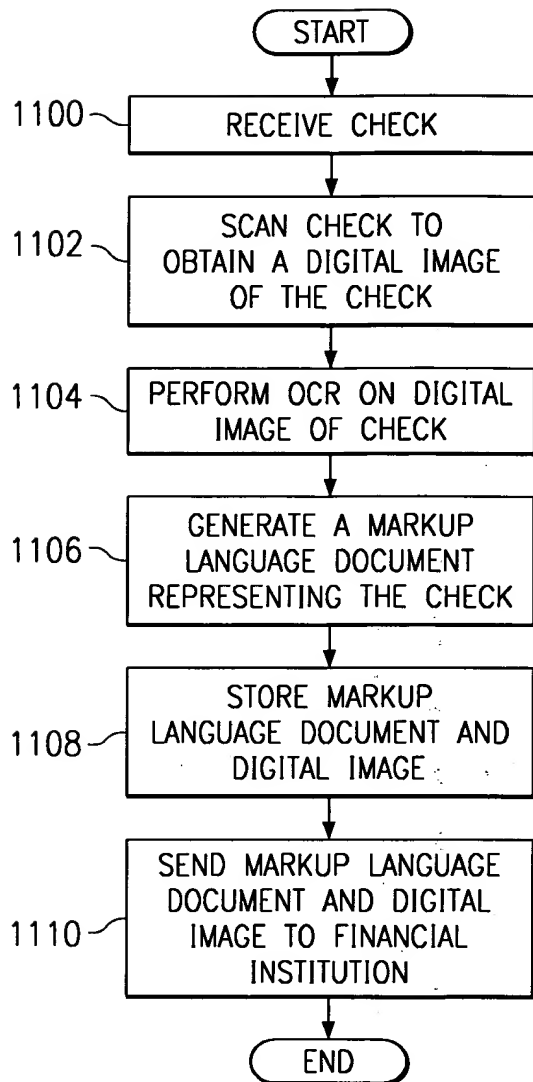 START
1100
RECEIVE CHECK
1102
SCAN CHECK TO
OBTAIN A DIGITAL IMAGE
OF THE CHECK
1104
PERFORM OCR ON DIGITAL
IMAGE OF CHECK
1106
GENERATE A MARKUP
LANGUAGE DOCUMENT
REPRESENTING THE CHECK
1108
STORE MARKUP
LANGUAGE DOCUMENT AND
DIGITAL IMAGE
1110
SEND MARKUP LANGUAGE
DOCUMENT AND DIGITAL
IMAGE TO FINANCIAL
INSTITUTION
END